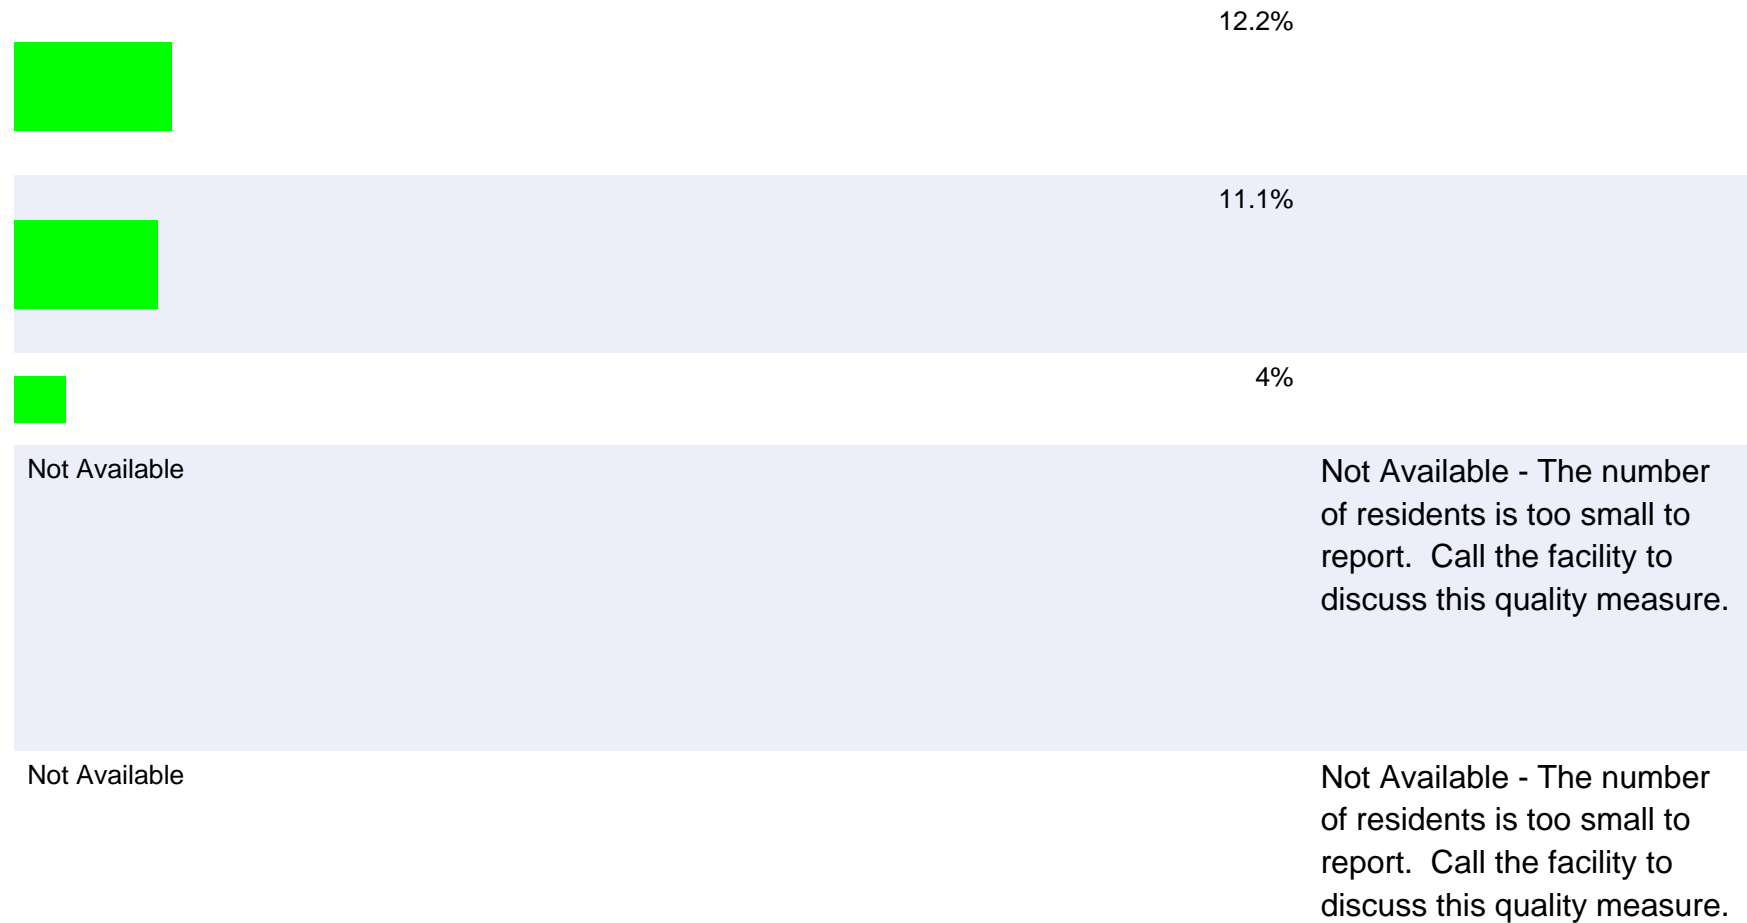 12.2%
11.1%
4%
Not Available
Not Available - The number
of residents is too small to
report.  Call the facility to
discuss this quality measure.
Not Available
Not Available - The number
of residents is too small to
report.  Call the facility to
discuss this quality measure.